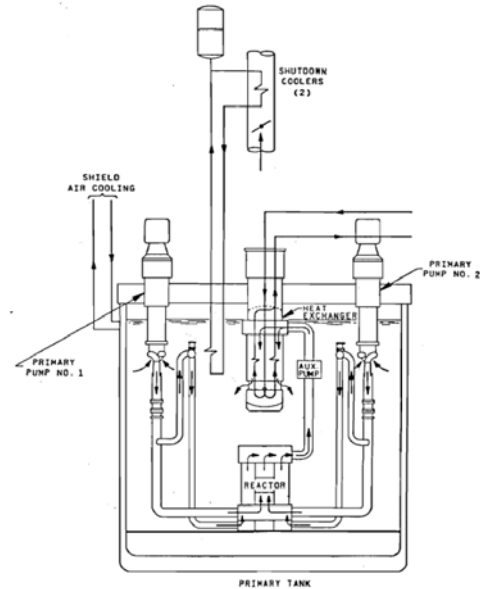 SHUTDOWN
COOLERS
(2)
SHIELD
AIR COOLING
PRIMARY
PUMP NO. 2
HEAT
EXCHANGER
PRIMARY
PUMP NO. 1
AUX.
PUMP
REACTOR
PRIMARY TANK